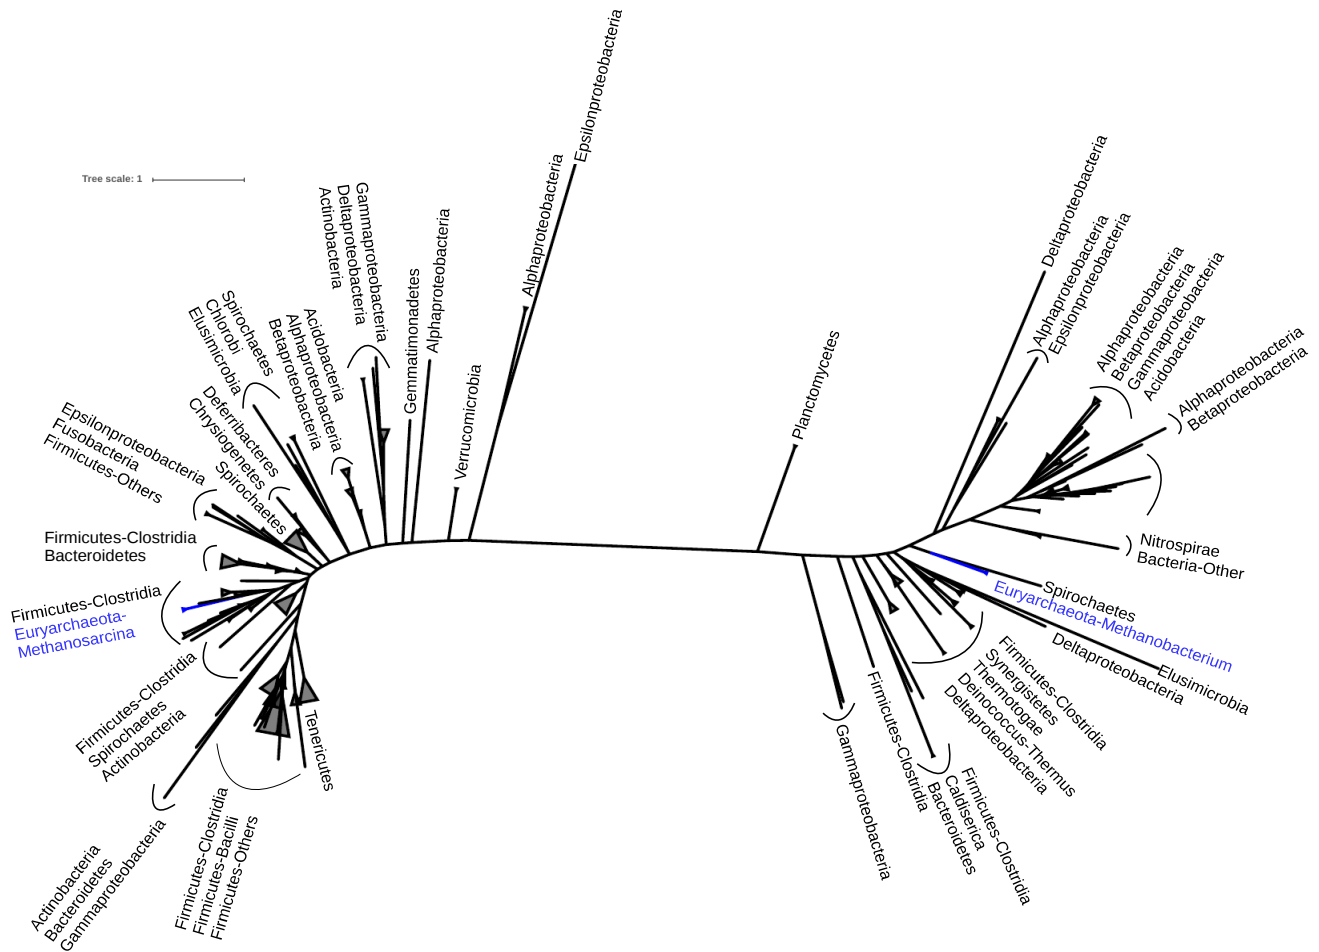 Tree scale: 1
Epsilonproteobacteria
Alphaproteobacteria
Gammaproteobacteria
Deltaproteobacteria
Actinobacteria
Gemmatimonadetes
Alphaproteobacteria
Verrucomicrobia
Acidobacteria
Alphaproteobacteria
Betaproteobacteria
Spirochaetes
Chlorobi
Elusimicrobia
Deferribacteres
Chrysiogenetes
Spirochaetes
Epsilonproteobacteria
Fusobacteria
Firmicutes-Others
Firmicutes-Clostridia
Bacteroidetes
Firmicutes-Clostridia
Euryarchaeota-
Methanosarcina
Firmicutes-Clostridia
Spirochaetes
Actinobacteria
Actinobacteria
Bacteroidetes
Gammaproteobacteria
Firmicutes-Clostridia
Firmicutes-Bacilli
Firmicutes-Others
Tenericutes
Planctomycetes
Deltaproteobacteria
Alphaproteobacteria
Epsilonproteobacteria
Alphaproteobacteria
Betaproteobacteria
Gammaproteobacteria
Acidobacteria
Alphaproteobacteria
Betaproteobacteria
Nitrospirae
Bacteria-Other
Spirochaetes
Euryarchaeota-Methanobacterium
Elusimicrobia
Deltaproteobacteria
Firmicutes-Clostridia
Synergistetes
Thermotogae
Deinococcus-Thermus
Deltaproteobacteria
Firmicutes-Clostridia
Caldiserica
Bacteroidetes
Firmicutes-Clostridia
Gammaproteobacteria